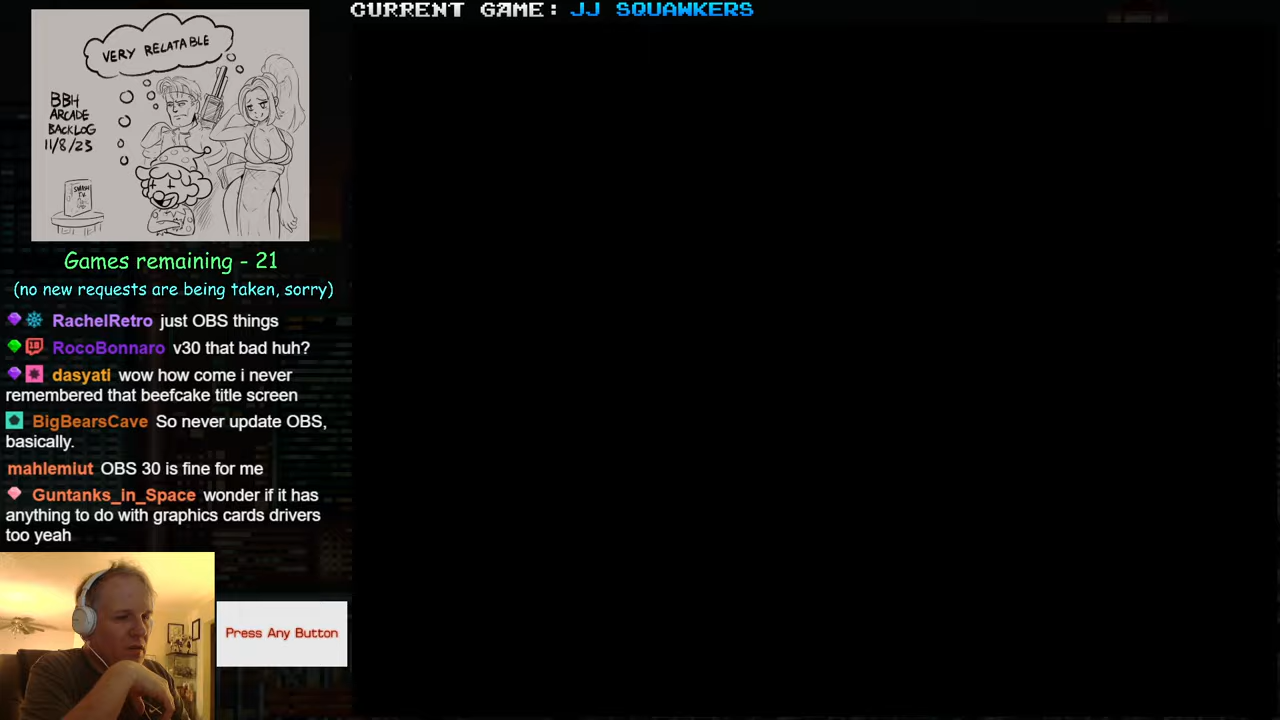 CURRENT GAME: JJ SQUAWKERS
VERY RELATABLE
BBH
ARCADE
BACKLOG
11/8/23
Games remaining - 21
(no new requests are being taken, sorry)
RachelRetro just OBS things
RocoBonnaro v30 that bad huh?
dasyati wow how come i never
remembered that beefcake title screen
BigBearsCave So never update OBS,
basically.
mahlemiut OBS 30 is fine for me
Guntanks_in_Space wonder if it has
anything to do with graphics cards drivers
too yeah
Press Any Button